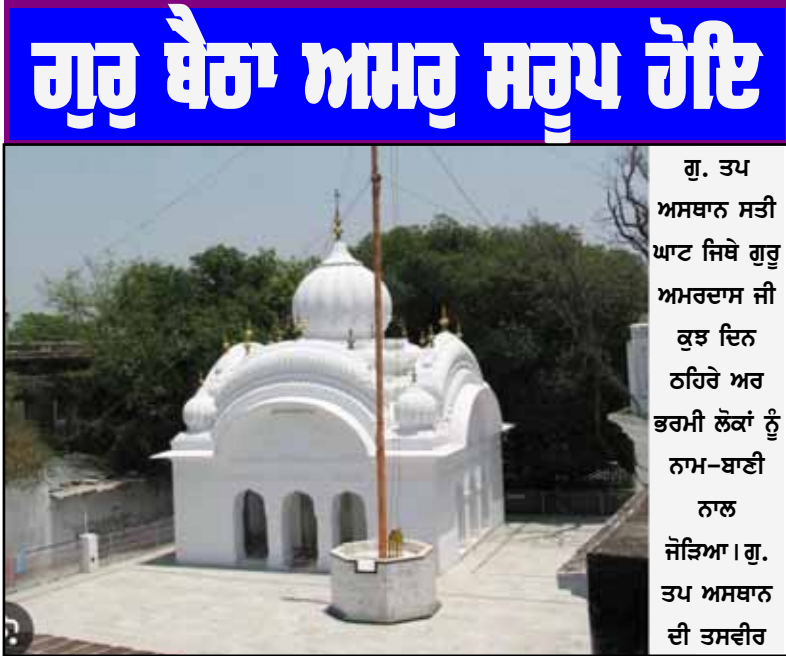 ਗੁਰੁ ਬੈਠਾ ਅਮਰੁ ਸਰੂਪ ਹੋਇ
ਗੁ. ਤਪ
ਅਸਥਾਨ ਸਤੀ
ਘਾਟ ਜਿਥੇ ਗੁਰੂ
ਅਮਰਦਾਸ ਜੀ
ਕੁਝ ਦਿਨ
ਠਹਿਰੇ ਅਰ
ਭਰਮੀ ਲੋਕਾਂ ਨੂੰ
ਨਾਮ-ਬਾਣੀ
ਨਾਲ
ਜੋੜਿਆ।ਗੁ.
ਤਪ ਅਸਥਾਨ
ਦੀ ਤਸਵੀਰ